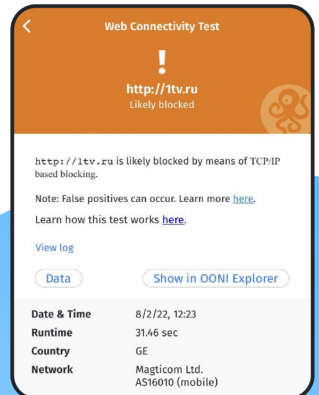 Web Connectivity Test
!
http://1tv.ru
Likely blocked
http://1tv.ru is likely blocked by means of TCP/IP
based blocking.
Note: False positives can occur. Learn more here.
Learn how this test works here.
View log
Data Show in OONI Explorer
Date & Time 8/2/22, 12:23
Runtime 31.46 sec
Country GE
Network Magticom Ltd.
AS16010 (mobile)